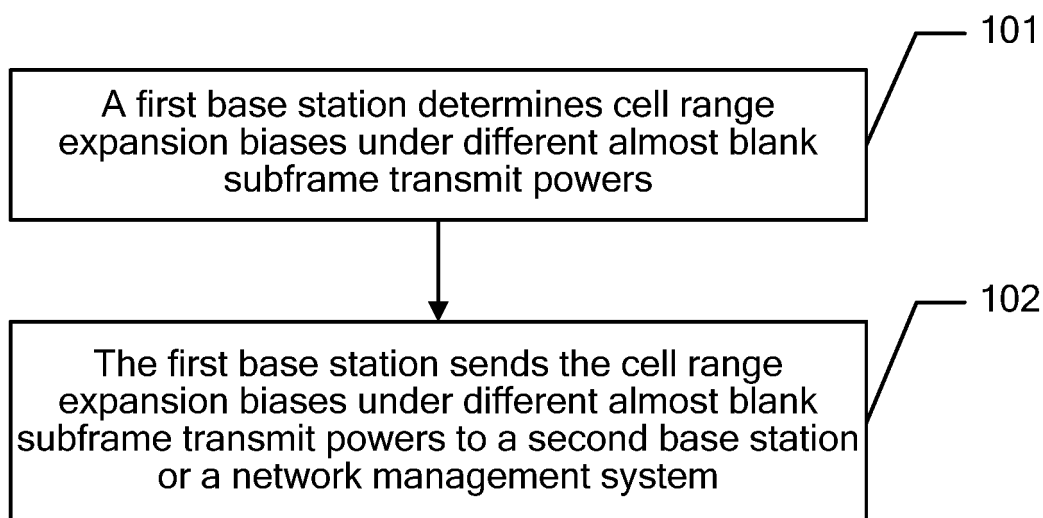 101
A first base station determines cell range
expansion biases under different almost blank
subframe transmit powers
102
The first base station sends the cell range
expansion biases under different almost blank
subframe transmit powers to a second base station
or a network management system